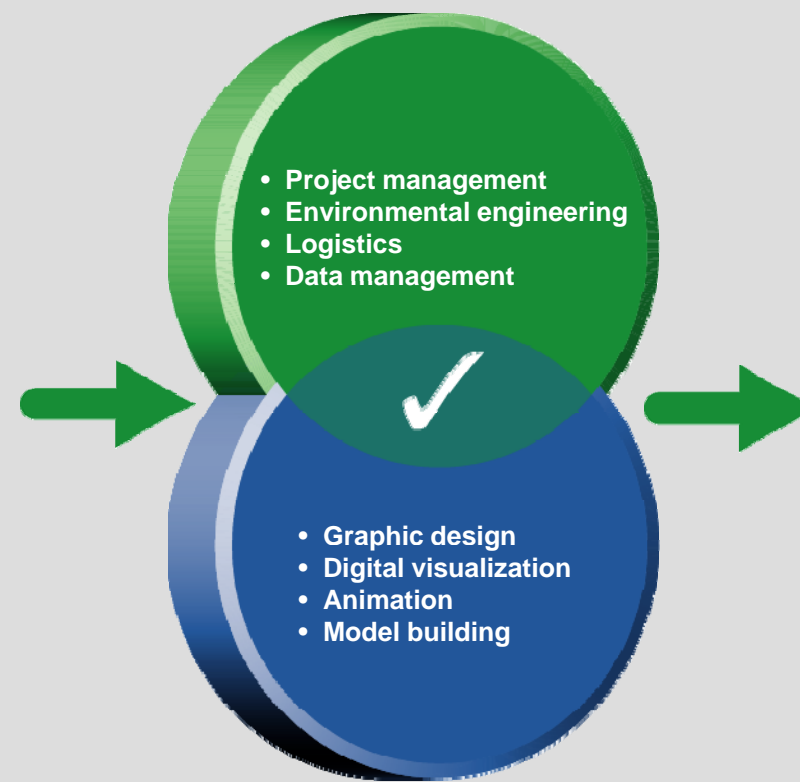 • Project management
• Environmental engineering
• Logistics
• Data management
• Graphic design
• Digital visualization
• Animation
• Model building